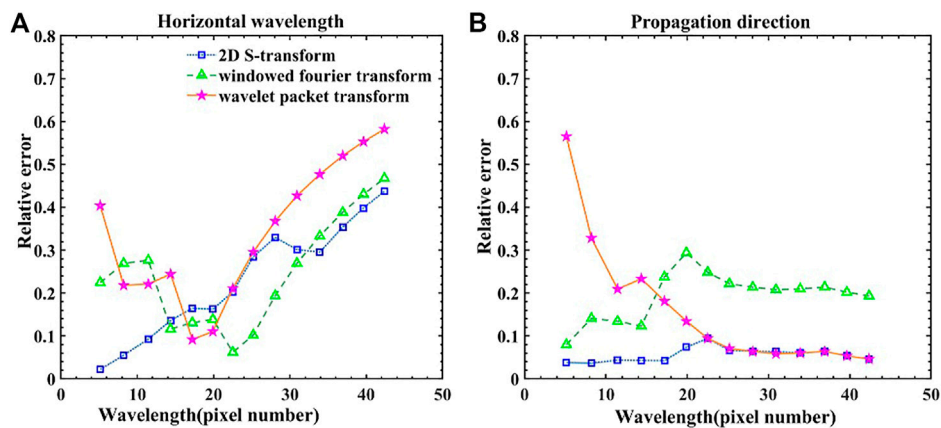 A
Horizontal wavelength
0.8
0.7
0.6
0.5
0.4
0.3
0.2
0.1
0
Relative error
2D S-transform
windowed fourier transform
wavelet packet transform
0 10 20 30 40 50
Wavelength(pixel number)
B
Propagation direction
0.8
0.7
0.6
0.5
0.4
0.3
0.2
0.1
0
Relative error
0 10 20 30 40 50
Wavelength(pixel number)